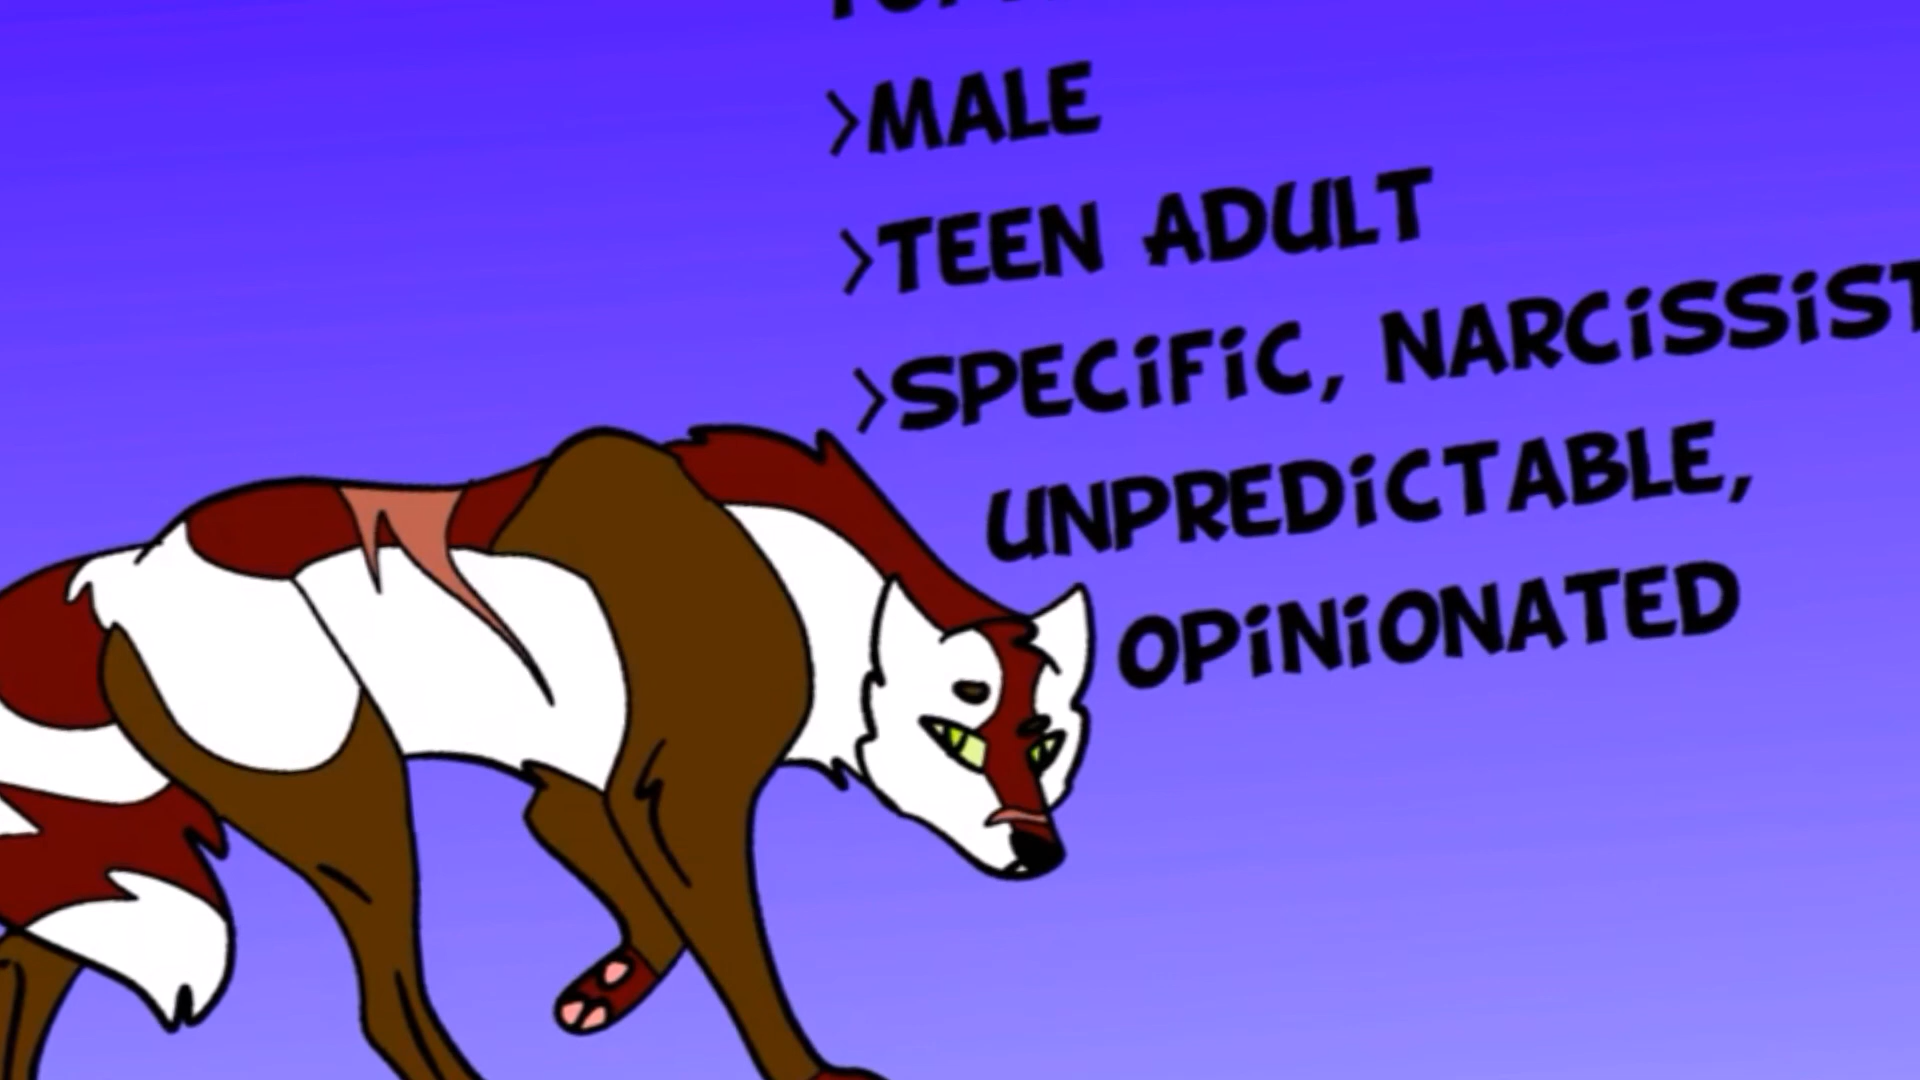 >MALE
>TEEN ADULT
>SPECiFiC, NARCiSSiST
UNPREDiCTABLE,
OPiNiONATED